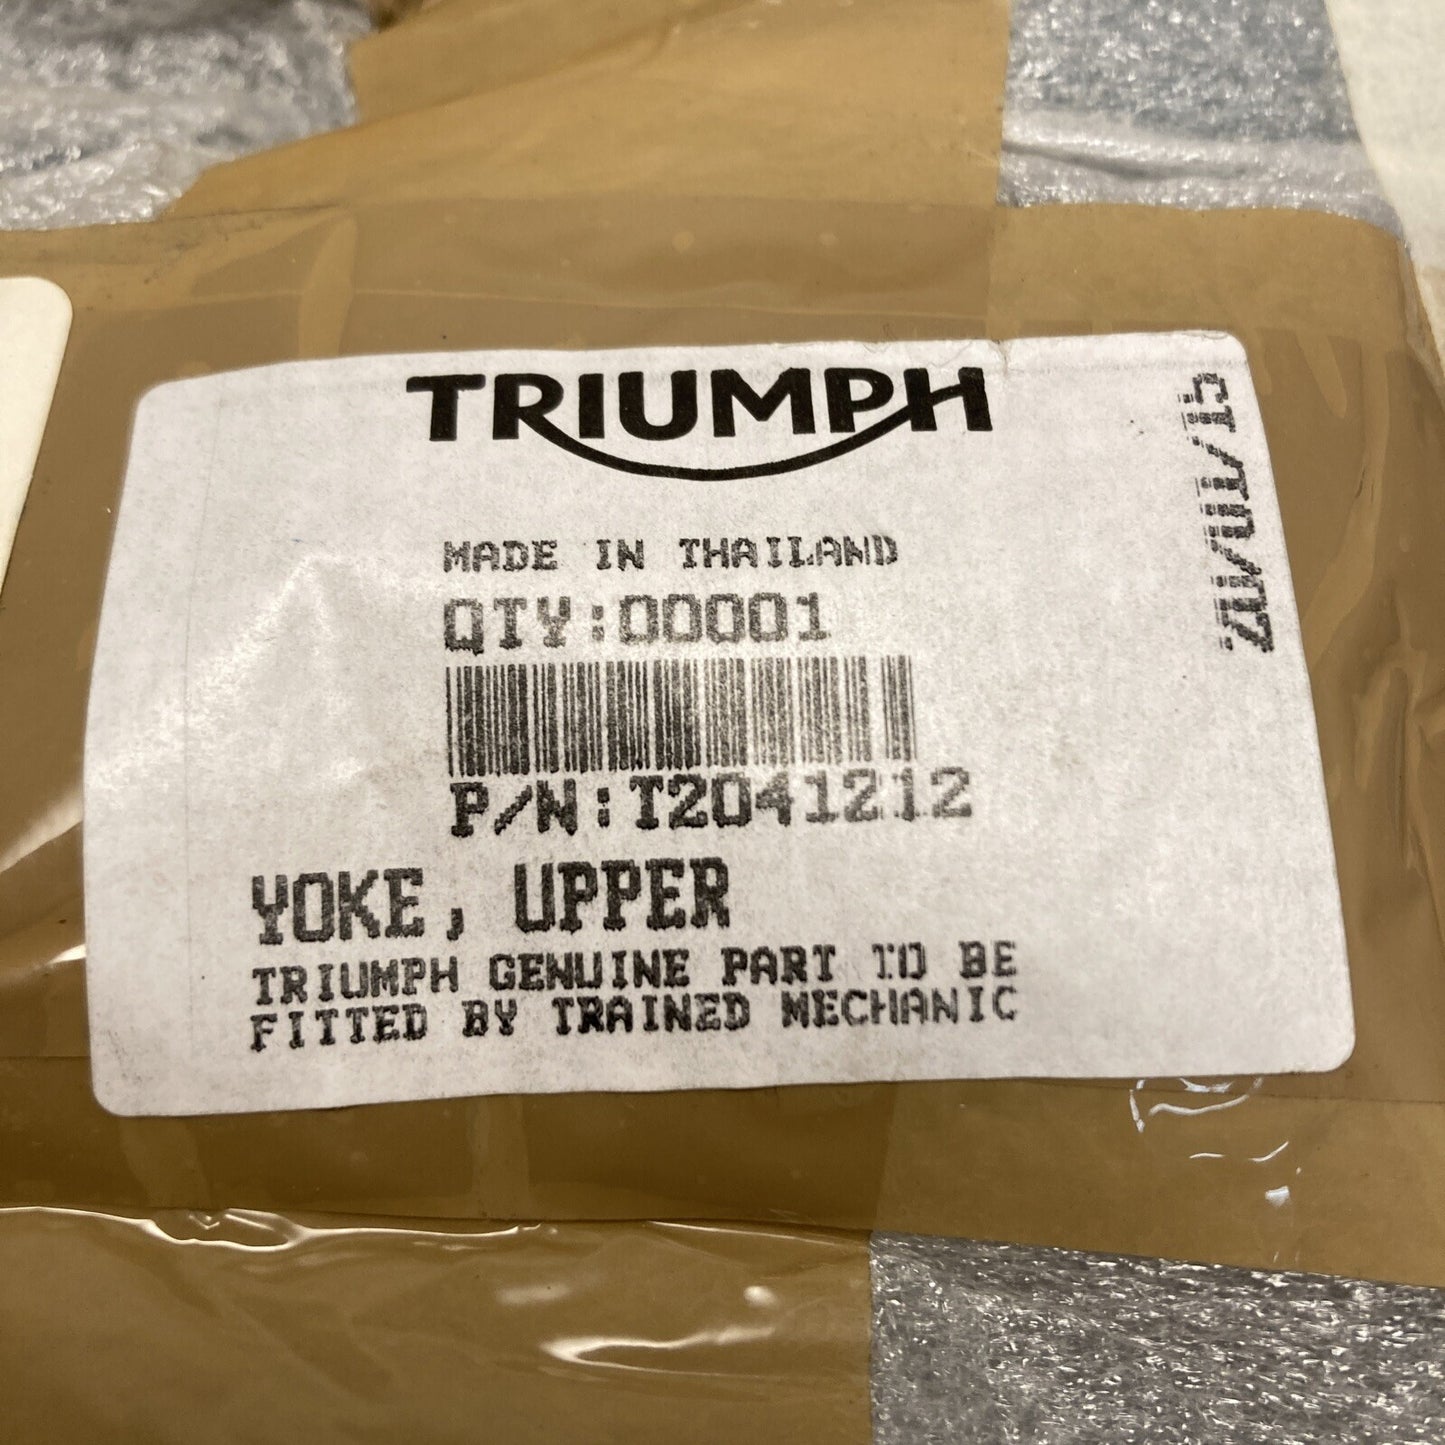 TRIUMPH
MADE IN THAILAND
QTY:00001
P/N:T2041212
YOKE, UPPER
TRIUMPH GENUINE PART TO BE
FITTED BY TRAINED MECHANIC